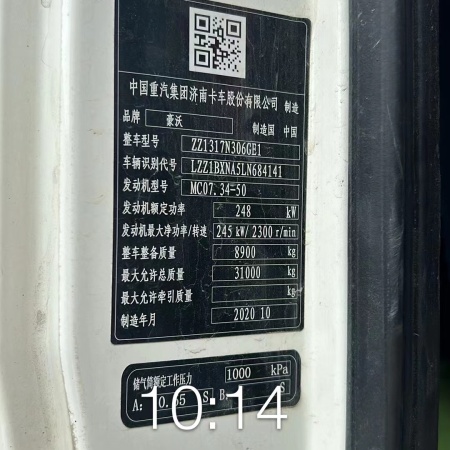 中国重汽集团济南卡车股份有限公司 制造
品牌 豪沃 制造国 中国
整车型号 ZZ1317N306GE1
车辆识别代号 LZZ1BXNA5LN684141
发动机型号 MC07.34-50
发动机额定功率 248 kW
发动机最大净功率/转速 245 kW/ 2300 r/min
整车整备质量 8900 kg
最大允许总质量 31000 kg
最大允许牵引质量 kg
制造年月 2020 10
储气筒额定工作压力 1000 kPa
A: 0.65 S B: S
10:14